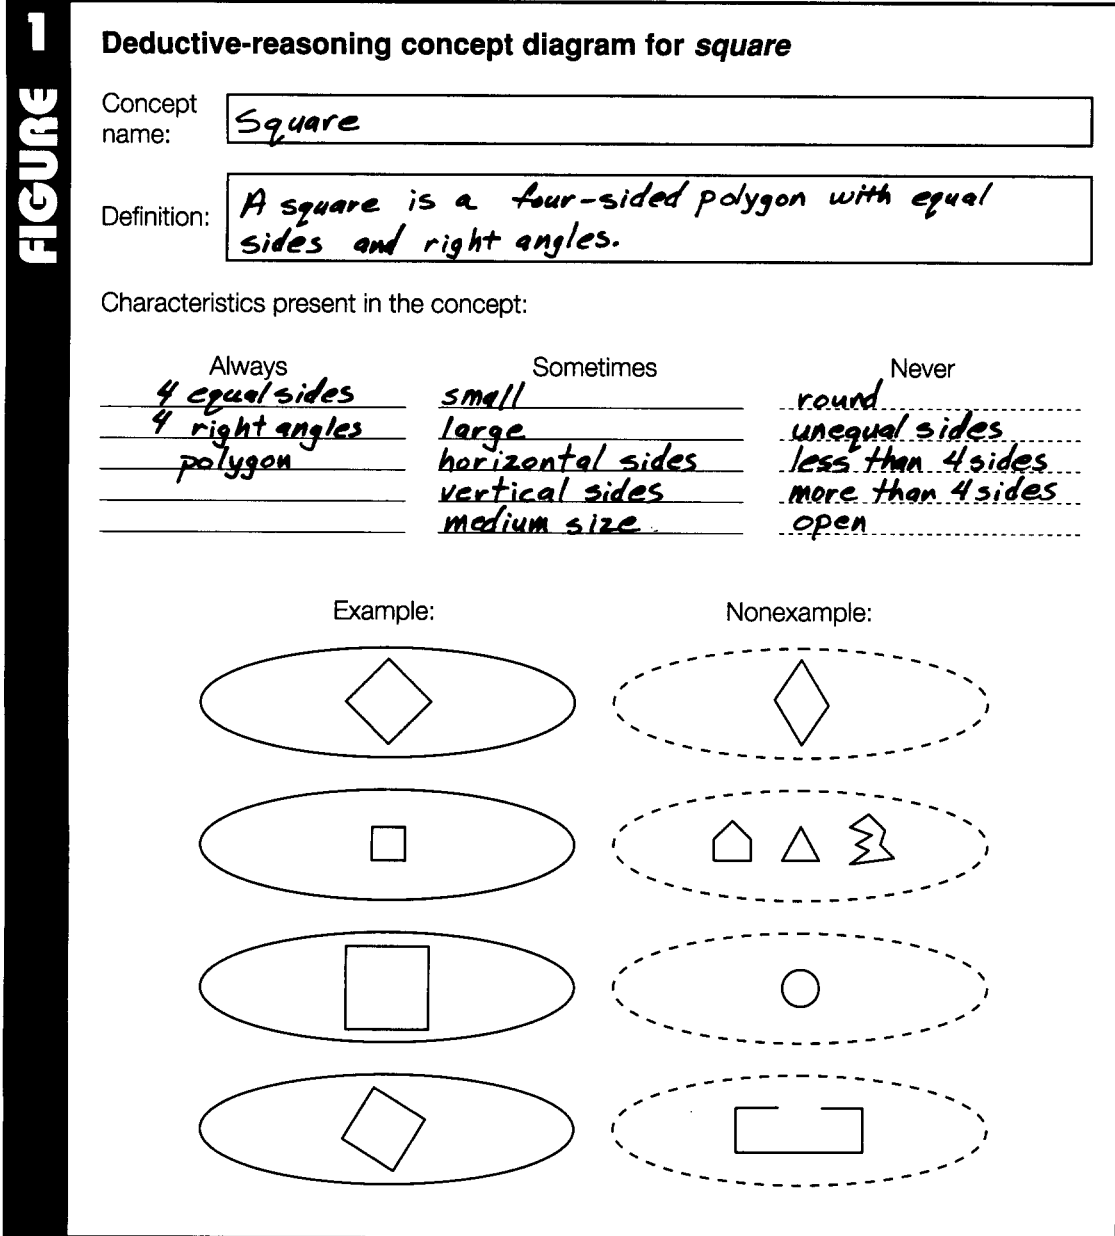 FIGURE 1
Deductive-reasoning concept diagram for square
Concept
name:
Square
Definition:
A square is a four-sided polygon with equal
sides and right angles.
Characteristics present in the concept:
Always
4 equal sides
4 right angles
polygon
Sometimes
small
large
horizontal sides
vertical sides
medium size
Never
round
unequal sides
less than 4 sides
more than 4 sides
open
Example:
Nonexample: